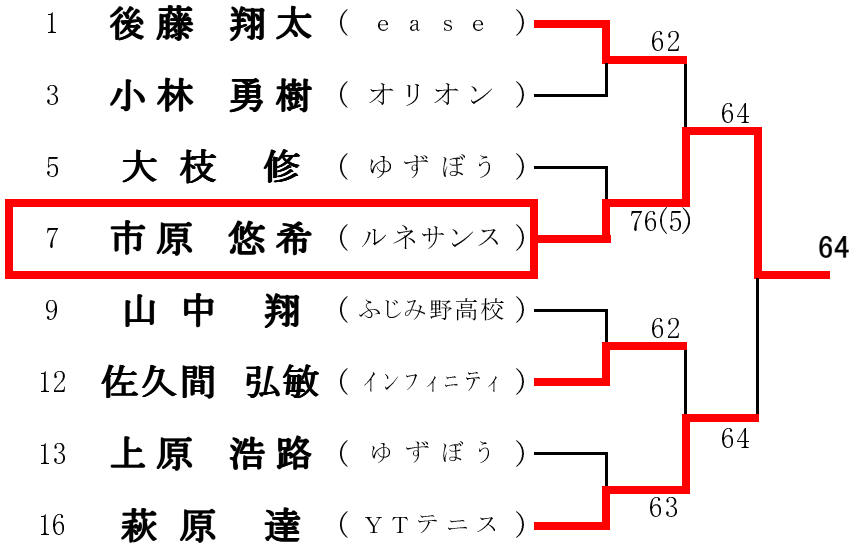 1 後藤 翔太 ( ease )
62
3 小林 勇樹 ( オリオン )
64
5 大枝 修 ( ゆずぼう )
76(5)
7 市原 悠希 ( ルネサンス )
64
9 山中 翔 ( ふじみ野高校 )
62
12 佐久間 弘敏 ( インフィニティ )
64
13 上原 浩路 ( ゆずぼう )
63
16 萩原 達 ( YTテニス )